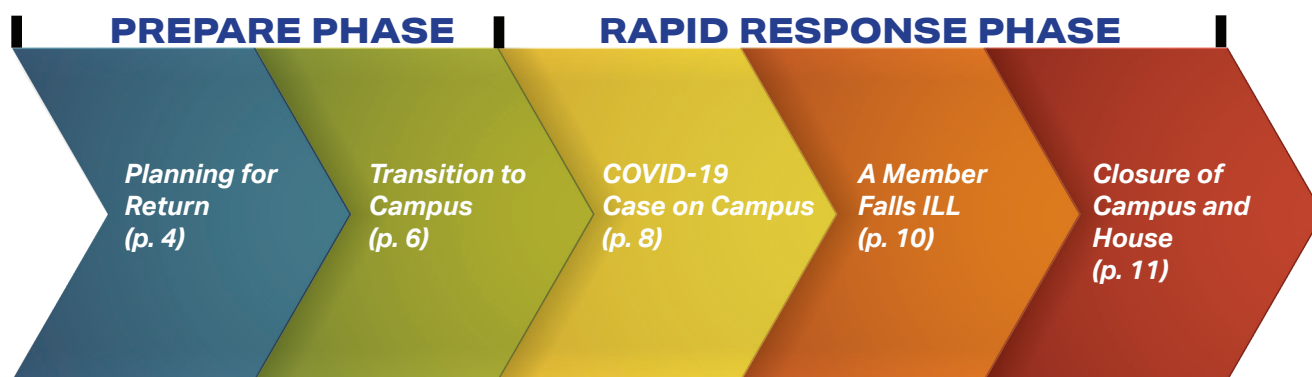 PREPARE PHASE
RAPID RESPONSE PHASE
Planning for
Return
(p. 4)
Transition to
Campus
(p. 6)
COVID-19
Case on Campus
(p. 8)
A Member
Falls ILL
(p. 10)
Closure of
Campus and
House
(p. 11)